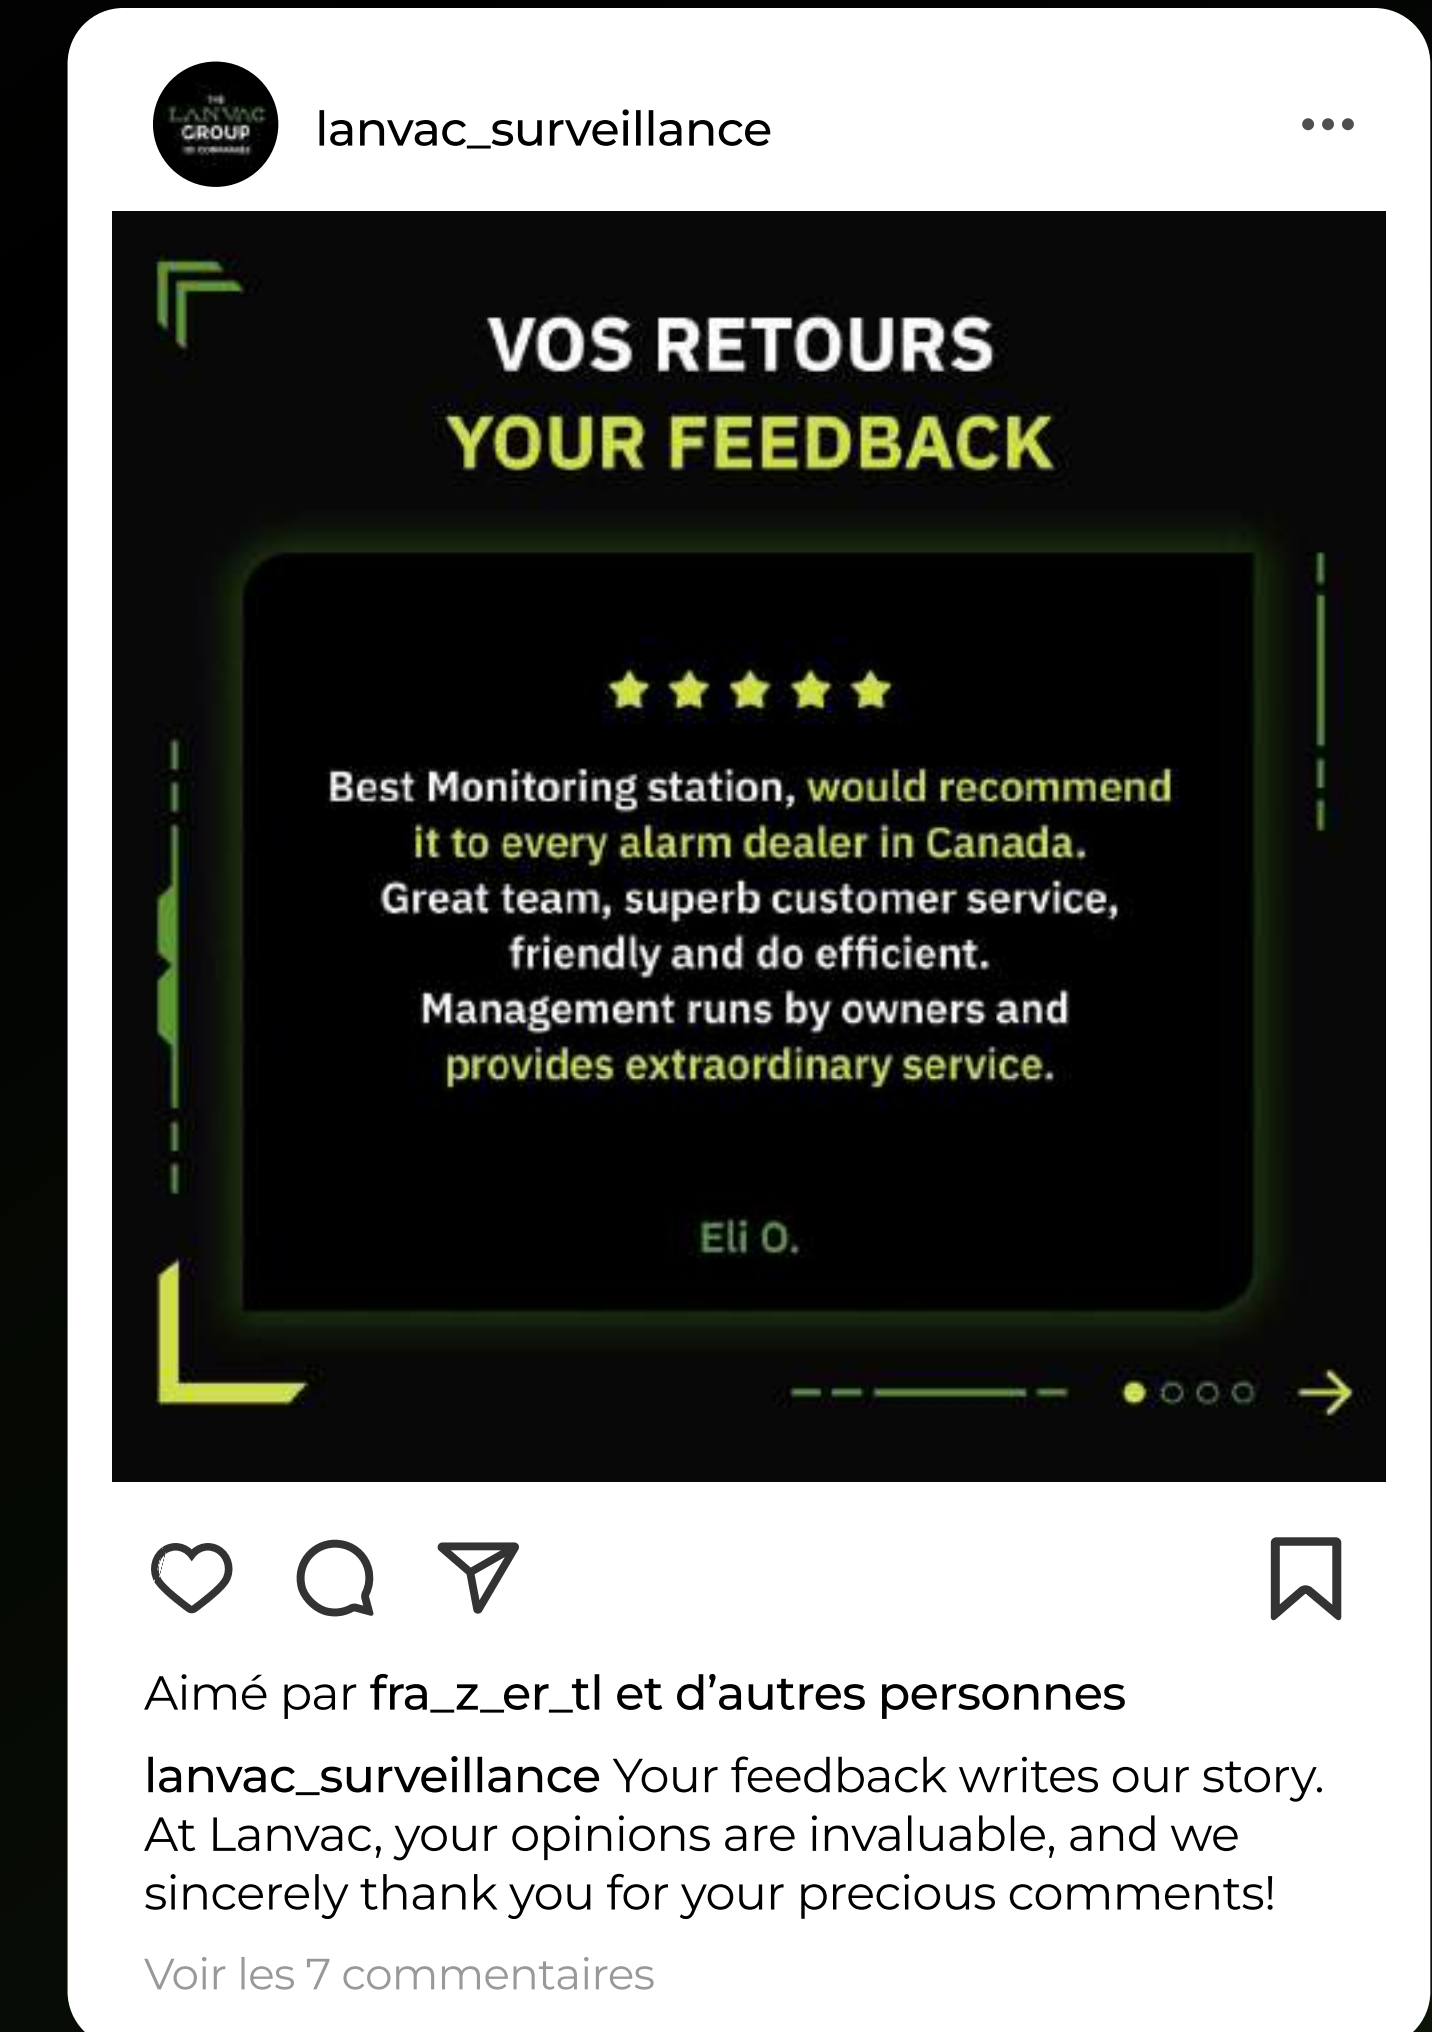 THE
LANVAC
GROUP
lanvac_surveillance
VOS RETOURS
YOUR FEEDBACK
Best Monitoring station, would recommend
it to every alarm dealer in Canada.
Great team, superb customer service,
friendly and do efficient.
Management runs by owners and
provides extraordinary service.
Eli O.
Aimé par fra_z_er_tl et d’autres personnes
lanvac_surveillance Your feedback writes our story.
At Lanvac, your opinions are invaluable, and we
sincerely thank you for your precious comments!
Voir les 7 commentaires